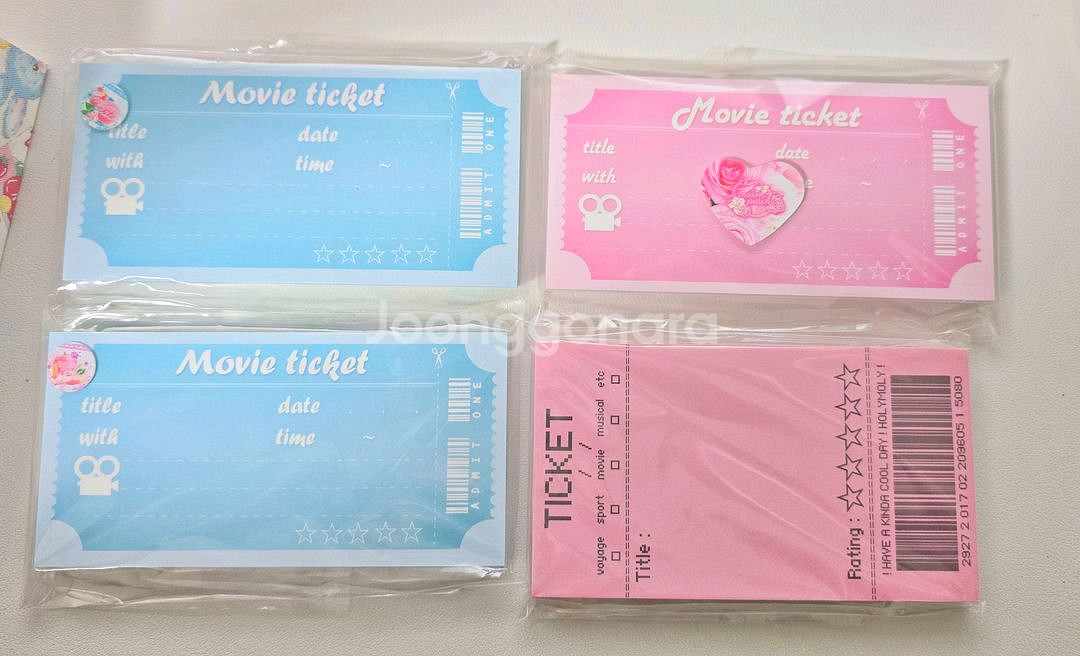 Movie ticket
title
date
with
time ~
ADMIT ONE
Movie ticket
title
date
with
~
ADMIT ONE
Joonggonara
Movie ticket
title
date
with
time ~
ADMIT ONE
TICKET
voyage sport movie musical etc
Title :
Rating :
! HAVE A KINDA COOL DAY ! HOLYMOLY !
2927 2 017 02 209605 1 5080